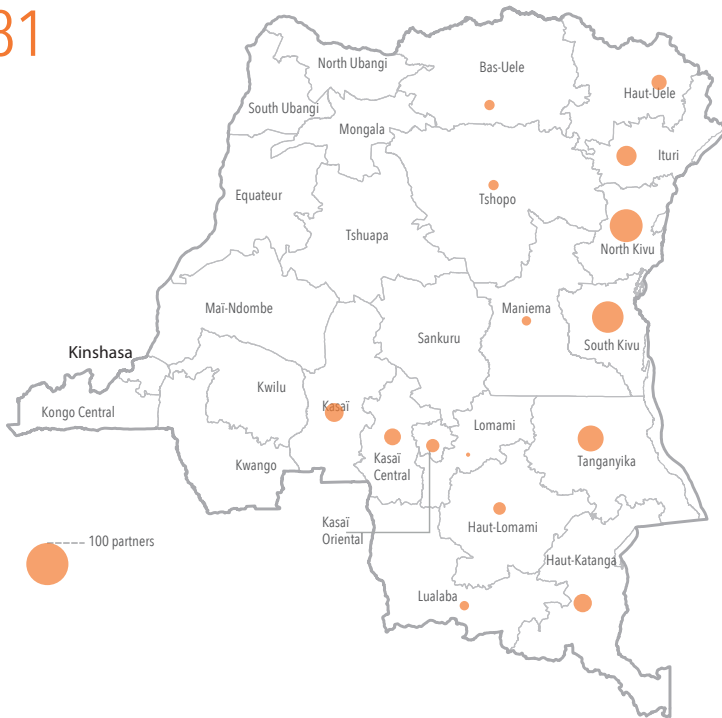 31
North Ubangi
Bas-Uele
Haut-Uele
South Ubangi
Mongala
Ituri
Equateur
Tshopo
Tshuapa
North Kivu
Maï-Ndombe
Maniema
Sankuru
South Kivu
Kinshasa
Kwilu
Kasaï
Kongo Central
Lomami
Kasaï
Central
Tanganyika
Kwango
Kasaï
Oriental
Haut-Lomami
100 partners
Haut-Katanga
Lualaba